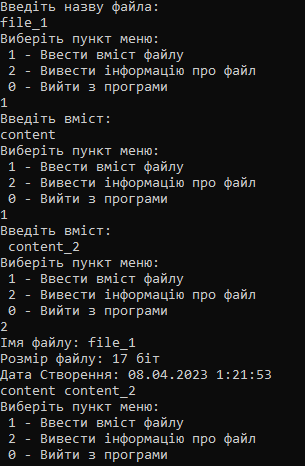 Введіть назву файла:
file_1
Виберіть пункт меню:
 1 - Ввести вміст файлу
 2 - Вивести інформацію про файл
 0 - Вийти з програми
1
Введіть вміст:
content
Виберіть пункт меню:
 1 - Ввести вміст файлу
 2 - Вивести інформацію про файл
 0 - Вийти з програми
1
Введіть вміст:
 content_2
Виберіть пункт меню:
 1 - Ввести вміст файлу
 2 - Вивести інформацію про файл
 0 - Вийти з програми
2
Імя файлу: file_1
Розмір файлу: 17 біт
Дата Створення: 08.04.2023 1:21:53
content content_2
Виберіть пункт меню:
 1 - Ввести вміст файлу
 2 - Вивести інформацію про файл
 0 - Вийти з програми